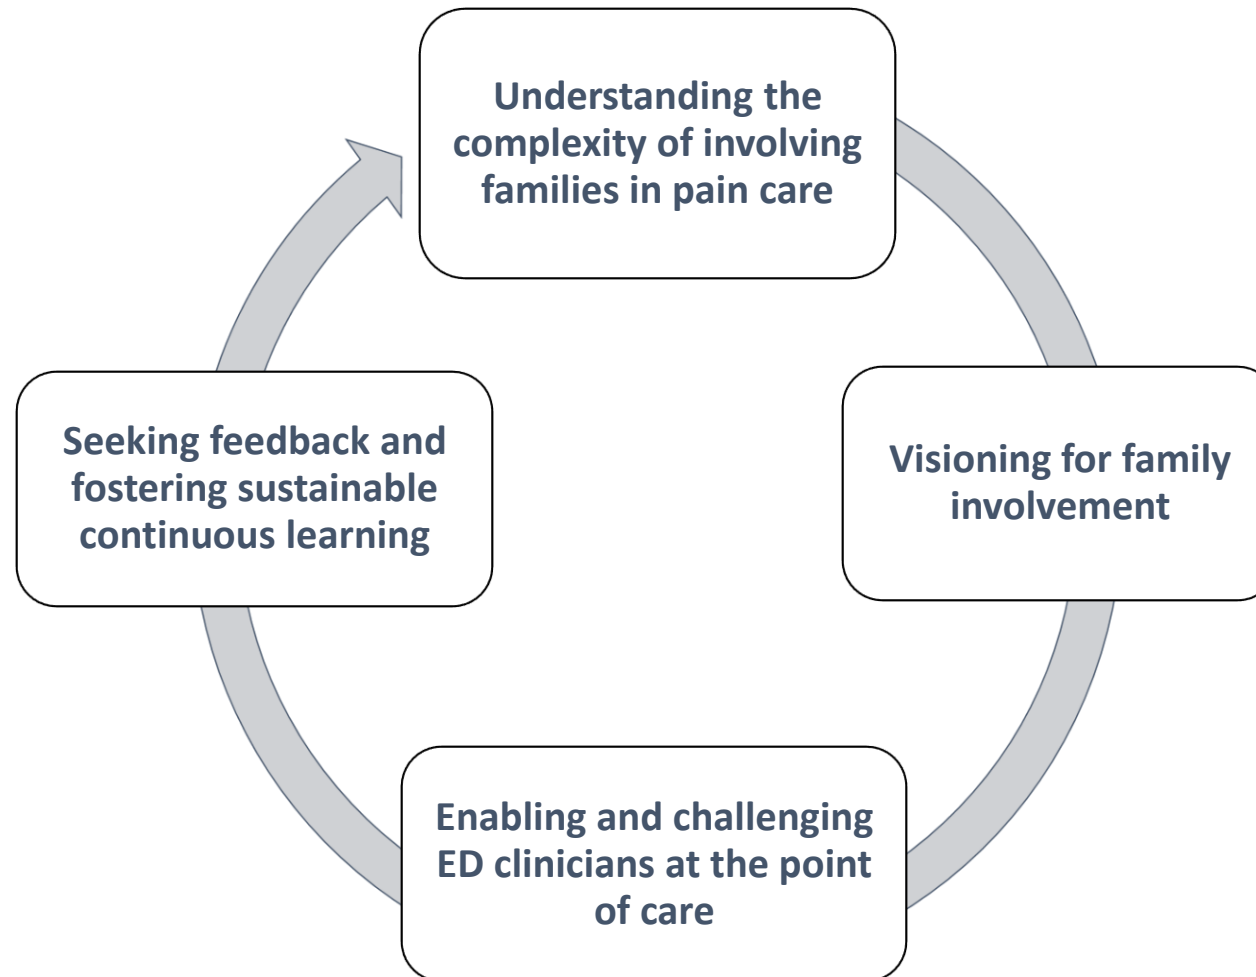 Understanding the
complexity of involving
families in pain care
Visioning for family
involvement
Enabling and challenging
ED clinicians at the point
of care
Seeking feedback and
fostering sustainable
continuous learning